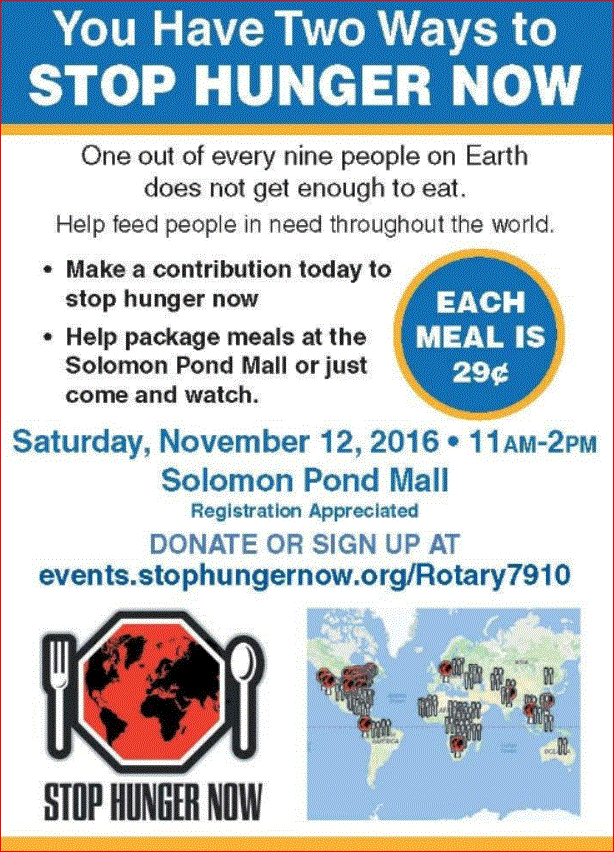 You Have Two Ways to
STOP HUNGER NOW
One out of every nine people on Earth
does not get enough to eat.
Help feed people in need throughout the world.
• Make a contribution today to
stop hunger now
• Help package meals at the
Solomon Pond Mall or just
come and watch.
EACH
MEAL IS
29¢
Saturday, November 12, 2016 • 11AM-2PM
Solomon Pond Mall
Registration Appreciated
DONATE OR SIGN UP AT
events.stophungernow.org/Rotary7910
STOP HUNGER NOW